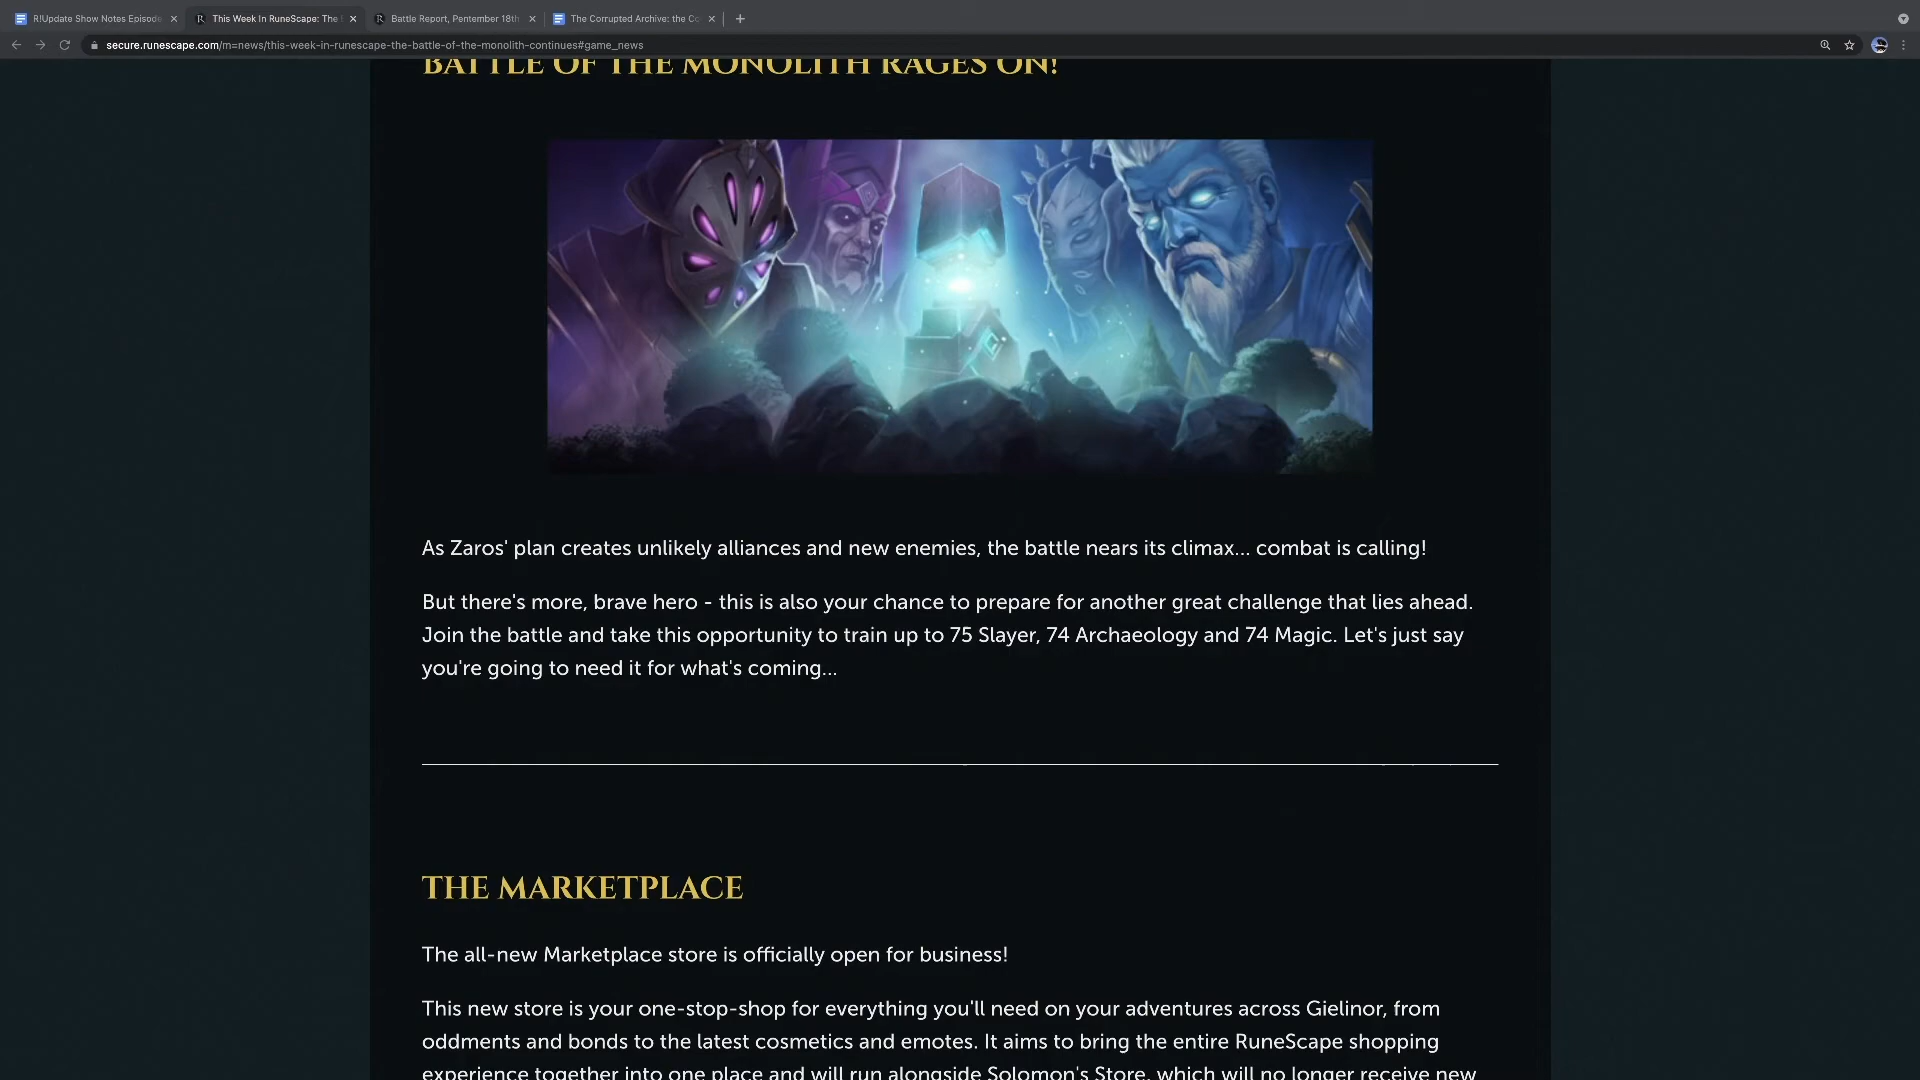 R!Update Show Notes Episode
This Week In RuneScape: The
Battle Report, Pentember 18th
The Corrupted Archive: the Co
secure.runescape.com/m=news/this-week-in-runescape-the-battle-of-the-monolith-continues#game_news
BATTLE OF THE MONOLITH RAGES ON!
As Zaros' plan creates unlikely alliances and new enemies, the battle nears its climax... combat is calling!
But there's more, brave hero - this is also your chance to prepare for another great challenge that lies ahead.
Join the battle and take this opportunity to train up to 75 Slayer, 74 Archaeology and 74 Magic. Let's just say
you're going to need it for what's coming...
THE MARKETPLACE
The all-new Marketplace store is officially open for business!
This new store is your one-stop-shop for everything you'll need on your adventures across Gielinor, from
oddments and bonds to the latest cosmetics and emotes. It aims to bring the entire RuneScape shopping
experience together into one place and will run alongside Solomon's Store, which will no longer receive new